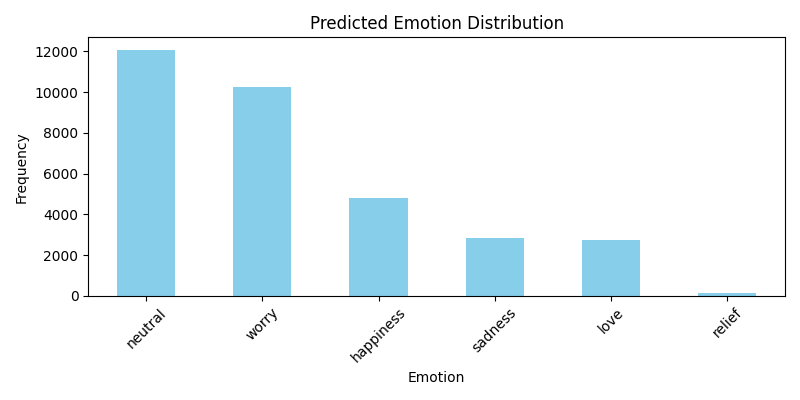 Predicted Emotion Distribution
Frequency
12000
10000
8000
6000
4000
2000
0
neutral
worry
happiness
sadness
love
relief
Emotion